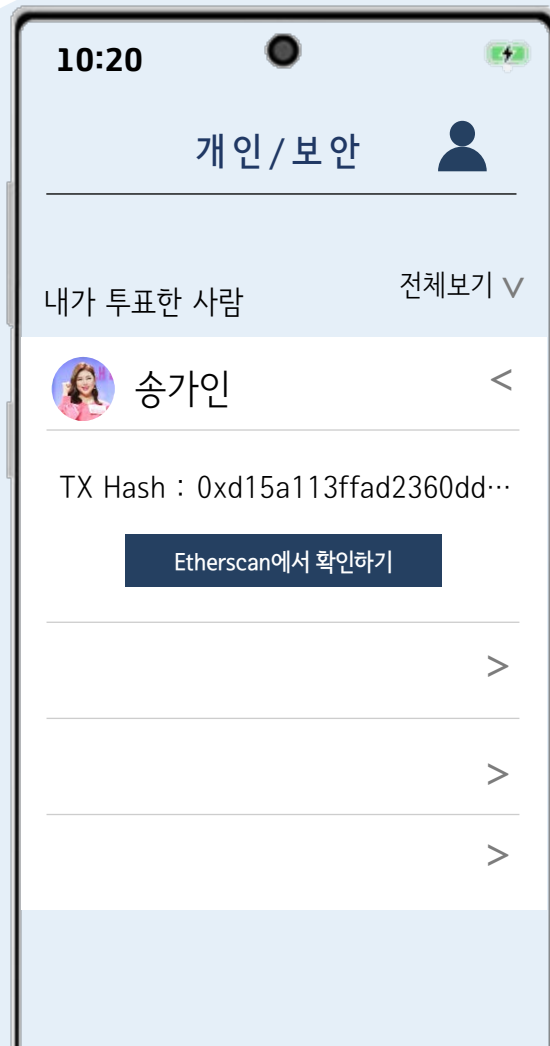 10:20
개인/보안
내가 투표한 사람
전체보기 ∨
송가인 <
TX Hash : 0xd15a113ffad2360dd…
Etherscan에서 확인하기
>
>
>